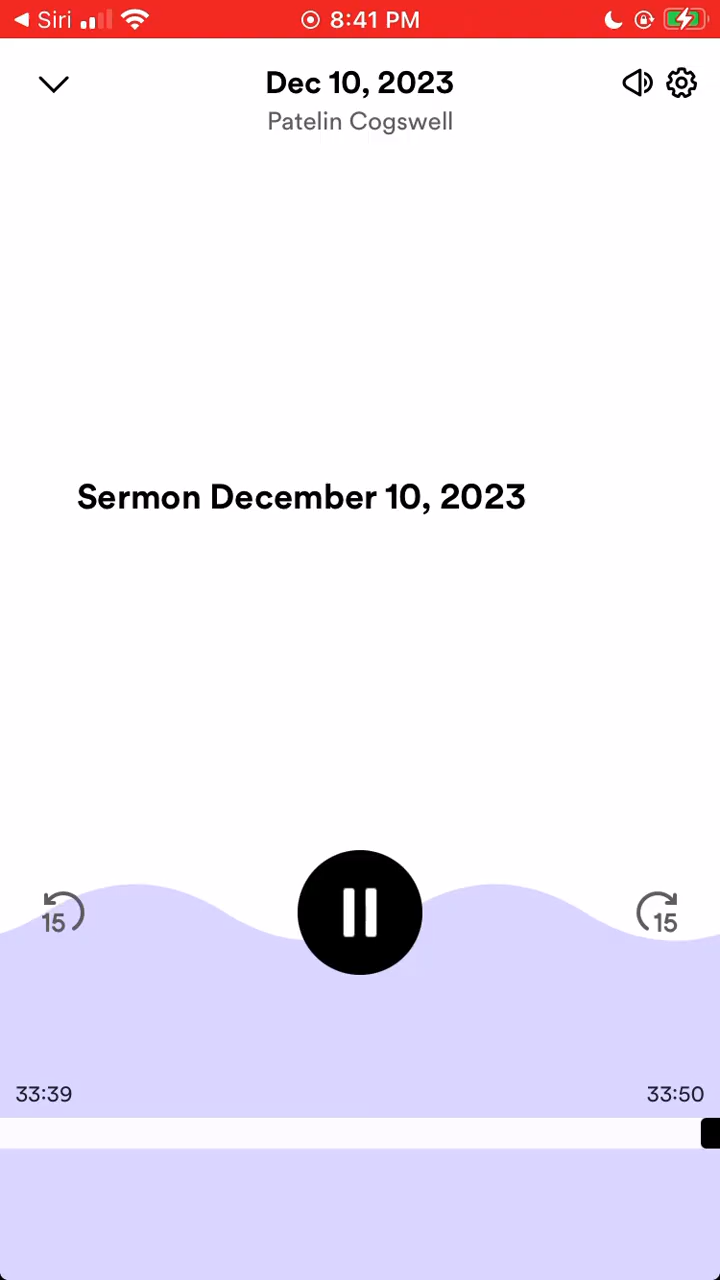 Siri
8:41 PM
Dec 10, 2023
Patelin Cogswell
Sermon December 10, 2023
15
15
33:39
33:50